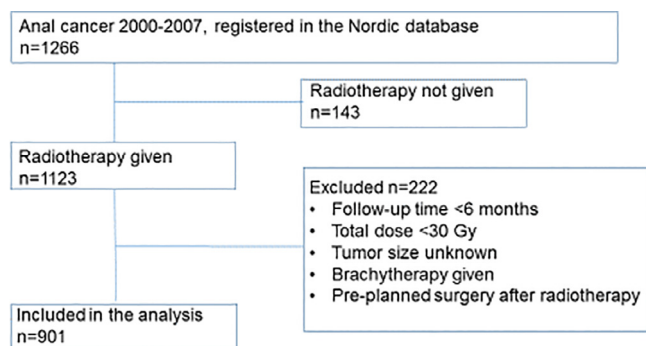 Anal cancer 2000-2007, registered in the Nordic database
n=1266
Radiotherapy not given
n=143
Radiotherapy given
n=1123
Excluded n=222
• Follow-up time <6 months
• Total dose <30 Gy
• Tumor size unknown
• Brachytherapy given
• Pre-planned surgery after radiotherapy
Included in the analysis
n=901